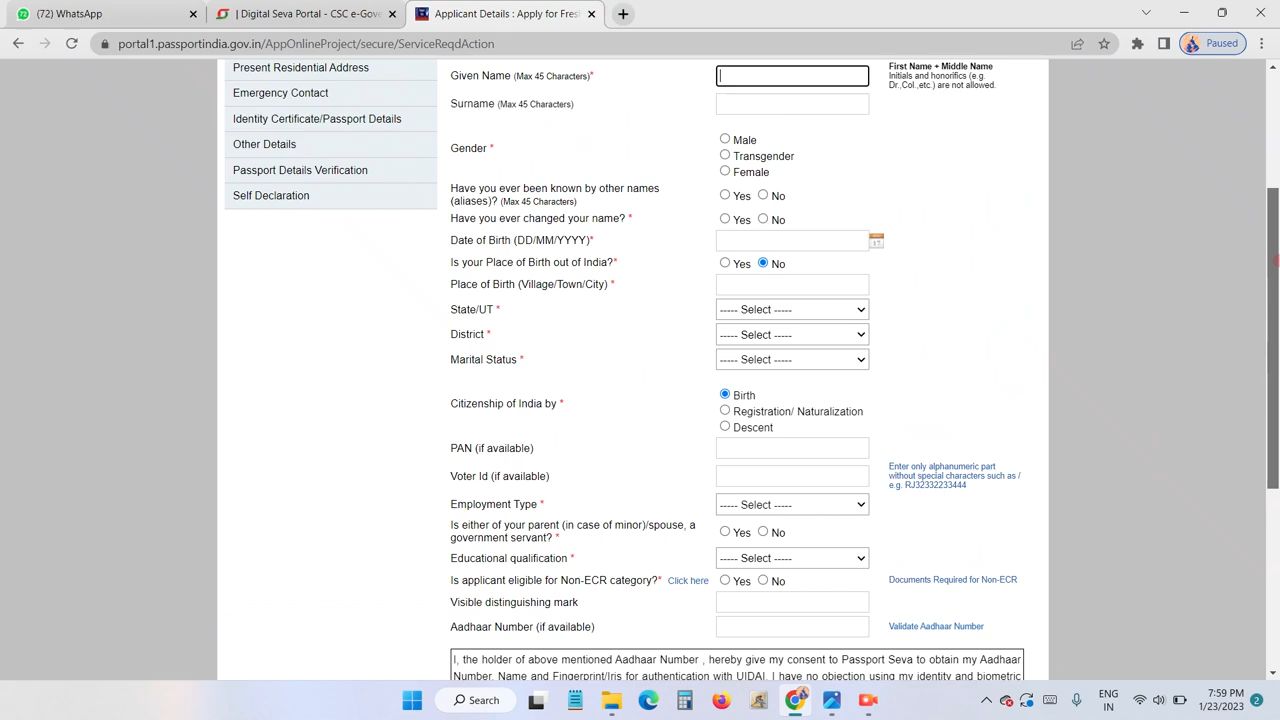 72 (72) WhatsApp
| Digital Seva Portal - CSC e-Gove
Applicant Details : Apply for Fresh
portal1.passportindia.gov.in/AppOnlineProject/secure/ServiceReqAction
Paused
Present Residential Address
Emergency Contact
Identity Certificate/Passport Details
Other Details
Passport Details Verification
Self Declaration
Given Name (Max 45 Characters)*
First Name + Middle Name
Initials and honorifics (e.g.
Dr.,Col.,etc.) are not allowed.
Surname (Max 45 Characters)
Gender *
Male
Transgender
Female
Have you ever been known by other names
(aliases)? (Max 45 Characters)
Yes No
Have you ever changed your name? *
Yes No
Date of Birth (DD/MM/YYYY)*
17
Is your Place of Birth out of India?*
Yes No
Place of Birth (Village/Town/City) *
State/UT *
----- Select -----
District *
----- Select -----
Marital Status *
----- Select -----
Citizenship of India by *
Birth
Registration/ Naturalization
Descent
PAN (if available)
Voter Id (if available)
Enter only alphanumeric part
without special characters such as /
e.g. RJ32332233444
Employment Type *
----- Select -----
Is either of your parent (in case of minor)/spouse, a
government servant? *
Yes No
Educational qualification *
----- Select -----
Is applicant eligible for Non-ECR category?* Click here
Yes No
Documents Required for Non-ECR
Visible distinguishing mark
Aadhaar Number (if available)
Validate Aadhaar Number
I, the holder of above mentioned Aadhaar Number , hereby give my consent to Passport Seva to obtain my Aadhaar
Number, Name and Fingerprint/Iris for authentication with UIDAI. I have no objection using my identity and biometric
Search
ENG
IN
7:59 PM
1/23/2023
2